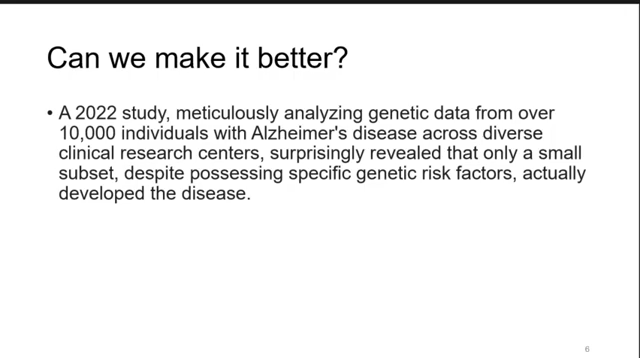 Can we make it better?
• A 2022 study, meticulously analyzing genetic data from over
10,000 individuals with Alzheimer's disease across diverse
clinical research centers, surprisingly revealed that only a small
subset, despite possessing specific genetic risk factors, actually
developed the disease.
6